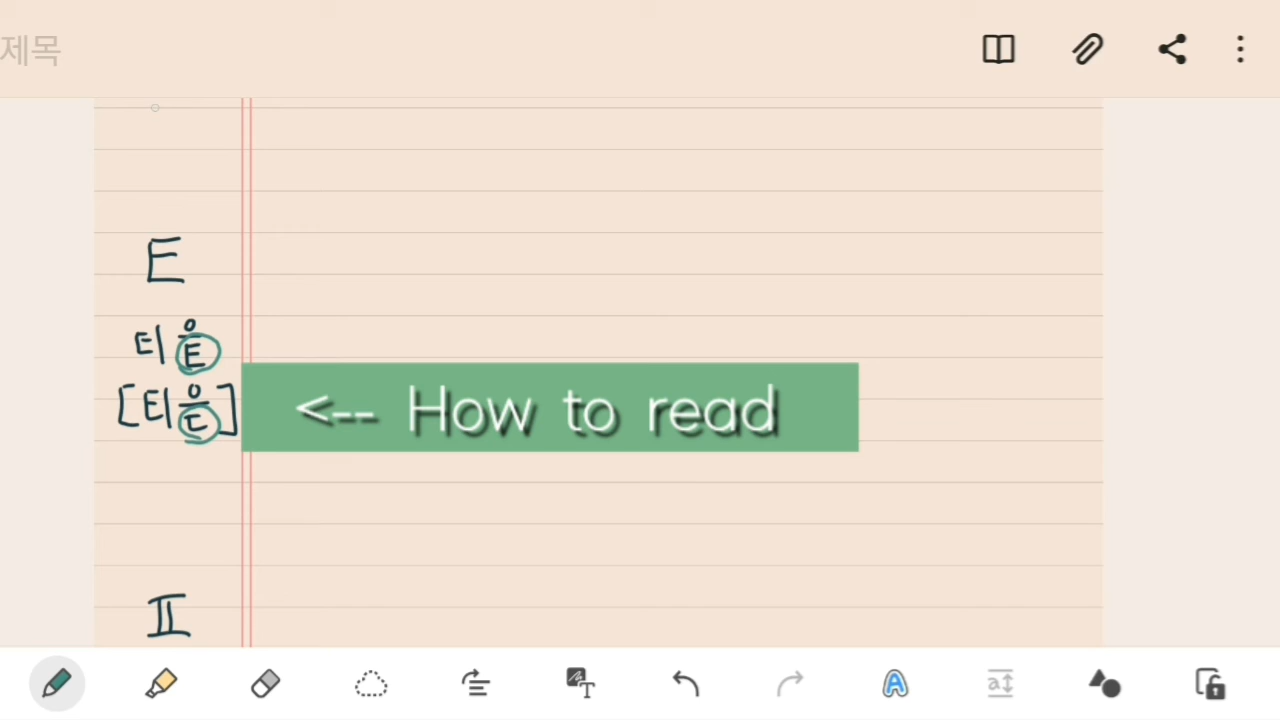 제목
ㅌ
티읕
[티읃]
<-- How to read
ㅍ